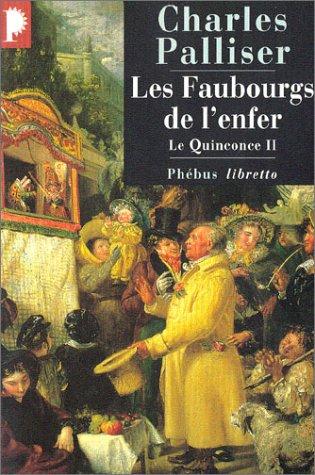 Charles
Palliser
Les Faubourgs
de l'enfer
Le Quinconce II
Phébus libretto